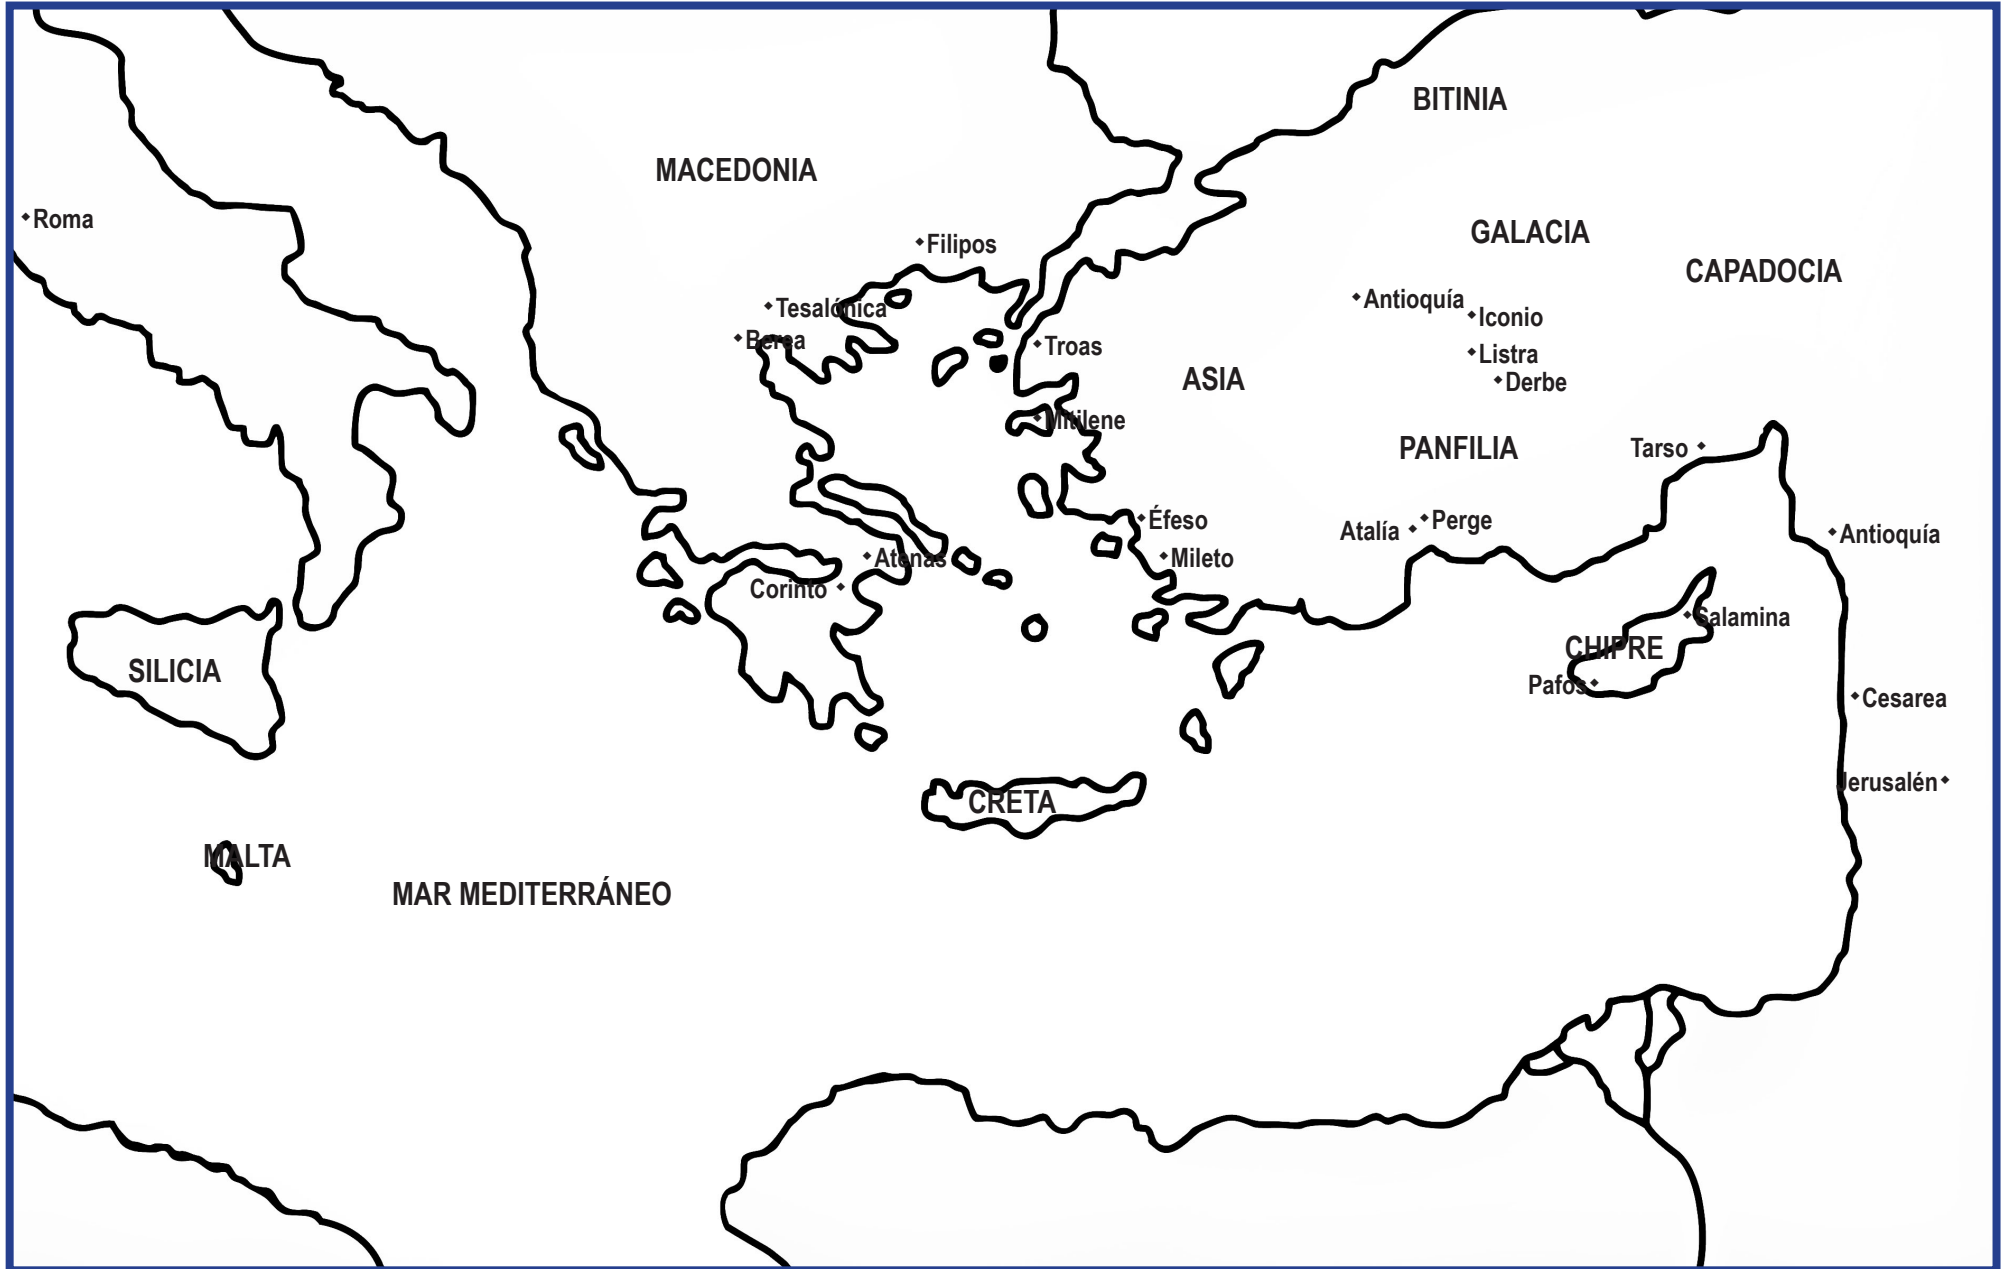 BITINIA
MACEDONIA
Roma
GALACIA
Filipos
CAPADOCIA
Antioquía
Tesalónica
Iconio
Berea
Troas
Listra
ASIA
Derbe
Mitilene
PANFILIA
Tarso
Éfeso
Perge
Atalía
Antioquía
Atenas
Mileto
Corinto
Salamina
CHIPRE
SILICIA
Pafos
Cesarea
Jerusalén
CRETA
MALTA
MAR MEDITERRÁNEO